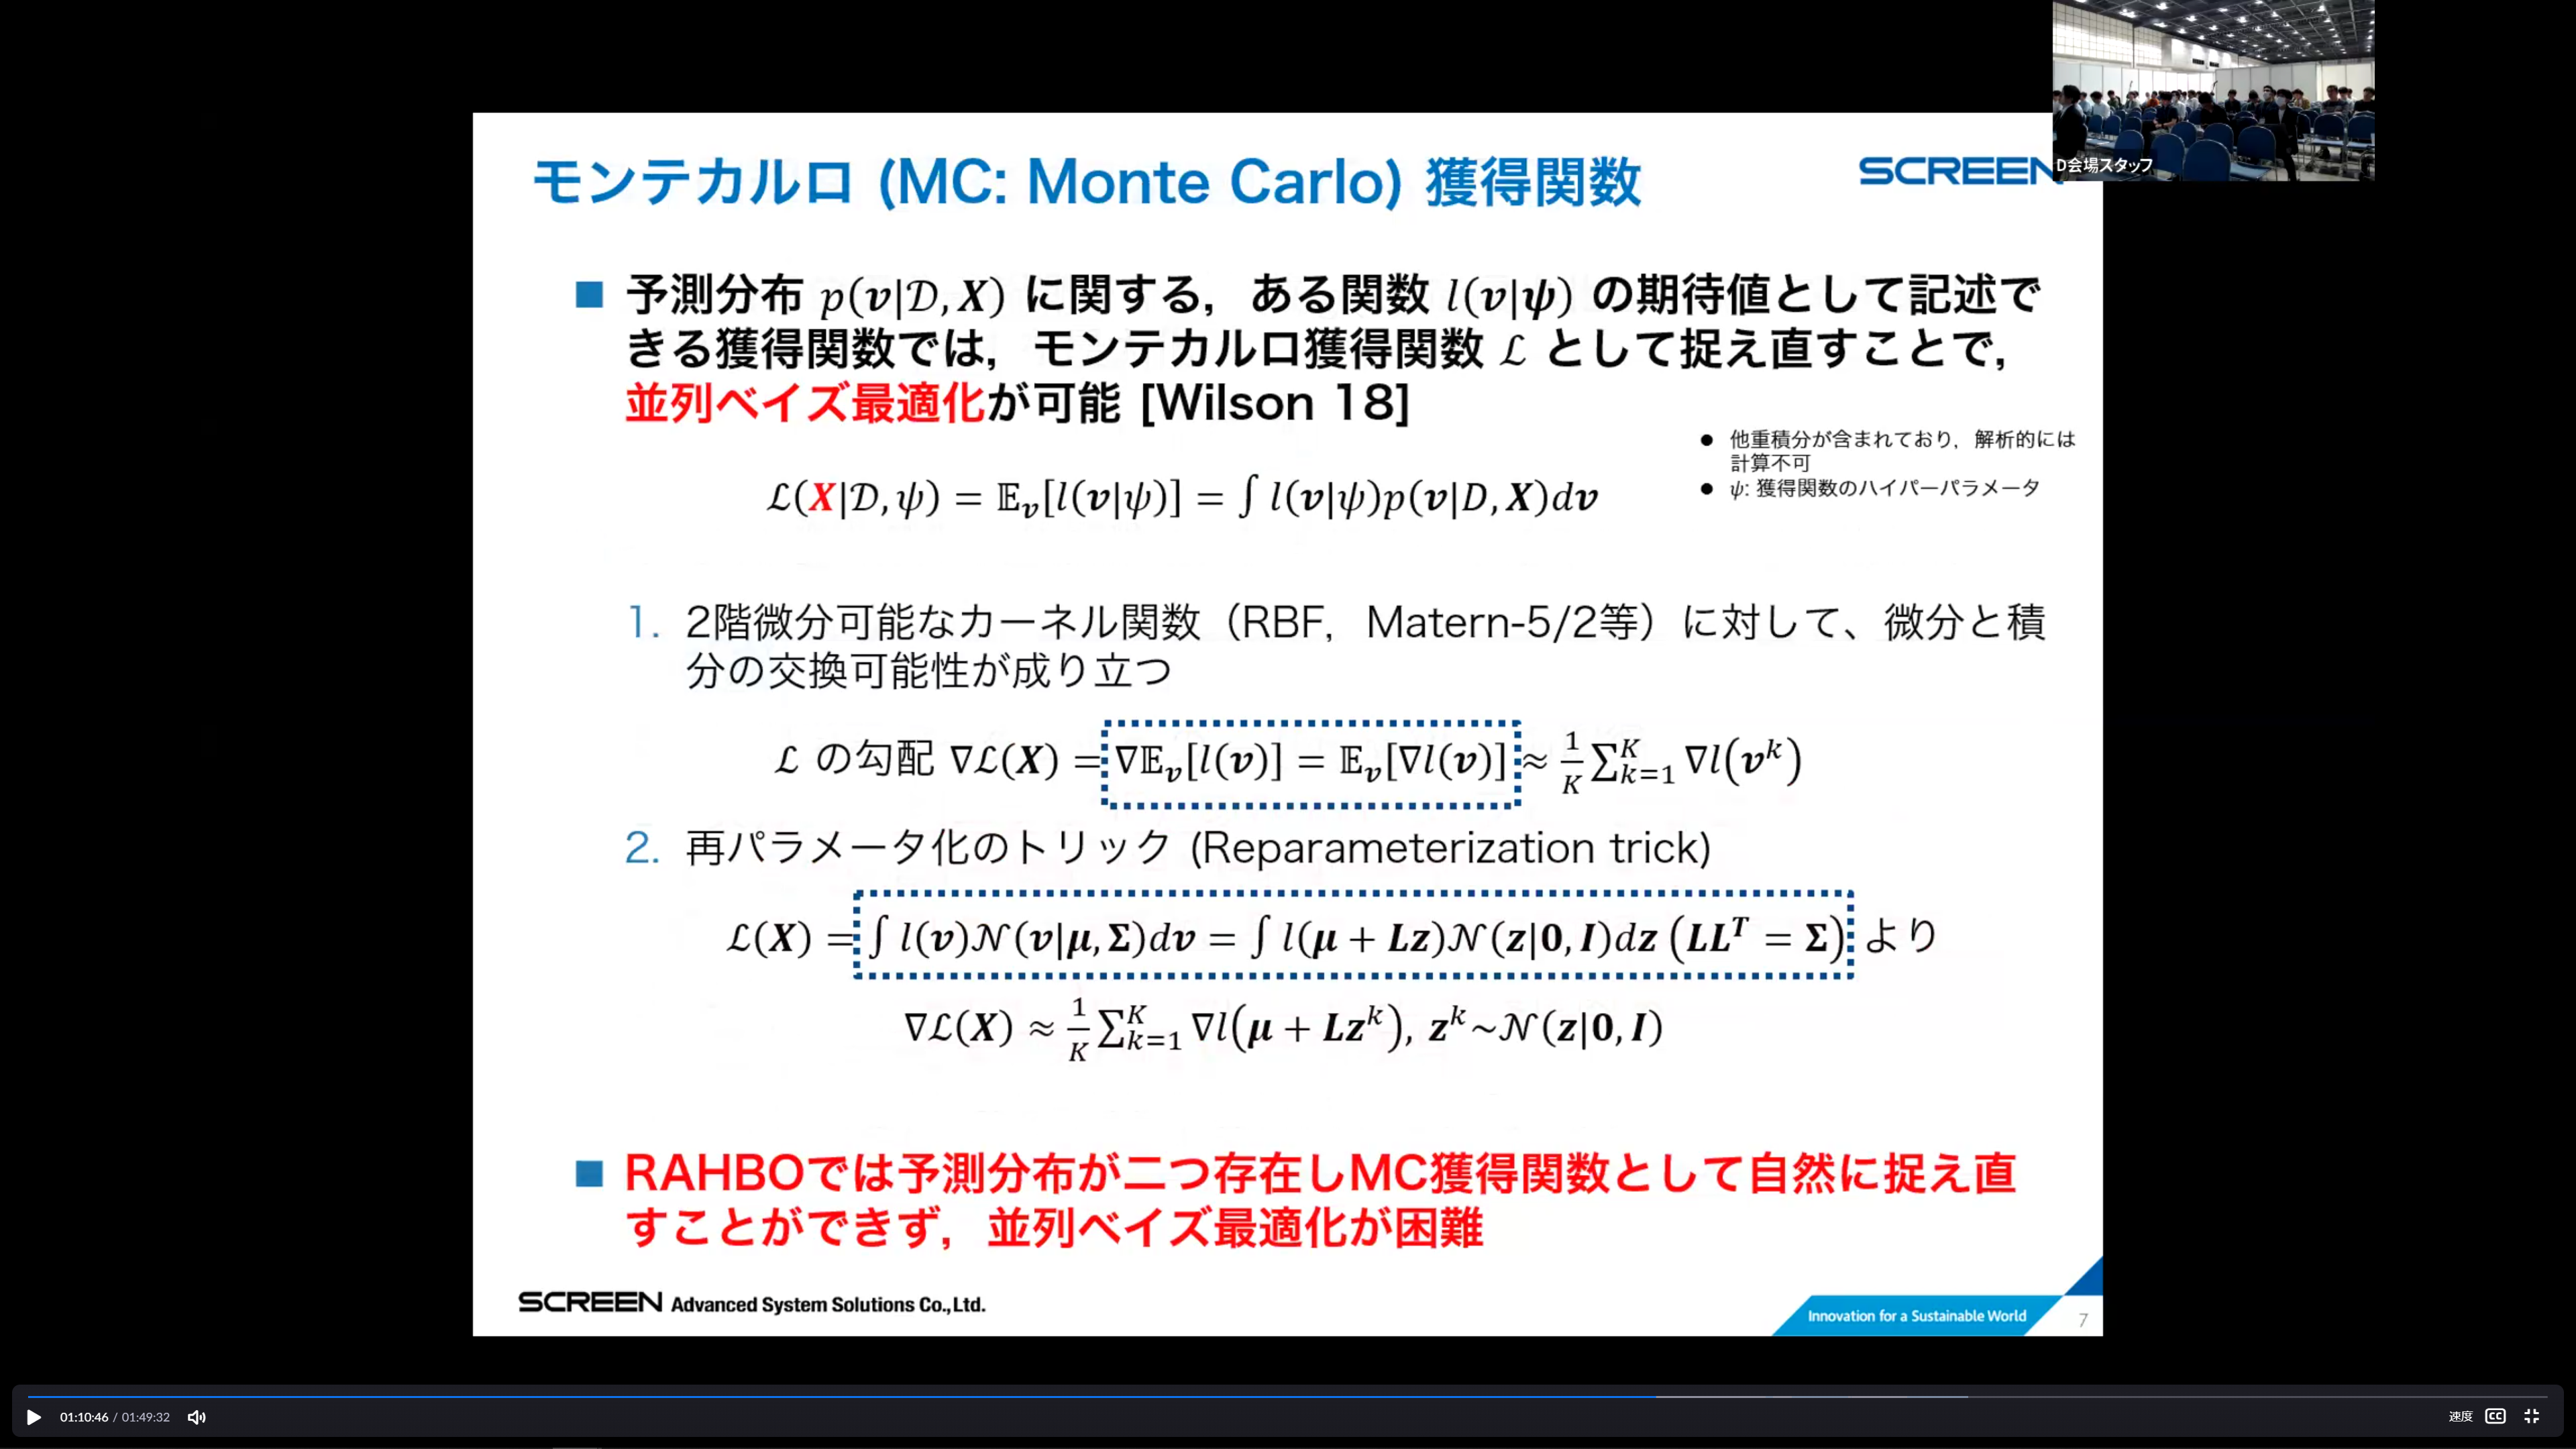 D会場スタッフ
モンテカルロ (MC: Monte Carlo) 獲得関数
SCREEN
■ 予測分布 p(v|𝒟, X) に関する，ある関数 l(v|ψ) の期待値として記述で
きる獲得関数では，モンテカルロ獲得関数 ℒ として捉え直すことで，
並列ベイズ最適化が可能 [Wilson 18]
● 他重積分が含まれており，解析的には
計算不可
● ψ: 獲得関数のハイパーパラメータ
ℒ(X|𝒟, ψ) = 𝔼_v[l(v|ψ)] = ∫ l(v|ψ)p(v|D, X)dv
1. 2階微分可能なカーネル関数（RBF，Matern-5/2等）に対して、微分と積
分の交換可能性が成り立つ
ℒ の勾配 ∇ℒ(X) = ∇𝔼_v[l(v)] = 𝔼_v[∇l(v)] ≈ 1/K ∑_{k=1}^{K} ∇l(v^k)
2. 再パラメータ化のトリック (Reparameterization trick)
ℒ(X) = ∫ l(v)𝒩(v|μ, Σ)dv = ∫ l(μ + Lz)𝒩(z|0, I)dz (LL^T = Σ) より
∇ℒ(X) ≈ 1/K ∑_{k=1}^{K} ∇l(μ + Lz^k), z^k~𝒩(z|0, I)
■ RAHBOでは予測分布が二つ存在しMC獲得関数として自然に捉え直
すことができず，並列ベイズ最適化が困難
SCREEN Advanced System Solutions Co., Ltd.
Innovation for a Sustainable World
7
01:10:46 / 01:49:32
速度
CC